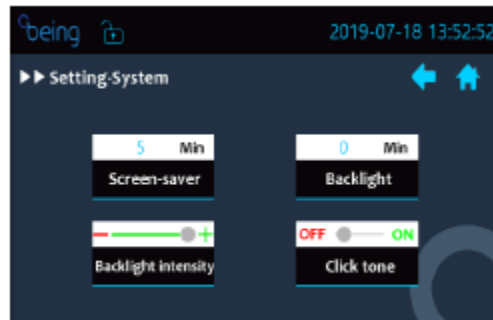 being
2019-07-18 13:52:52
▶▶ Setting-System
5 Min
0 Min
Screen-saver
Backlight
− +
OFF ON
Backlight intensity
Click tone